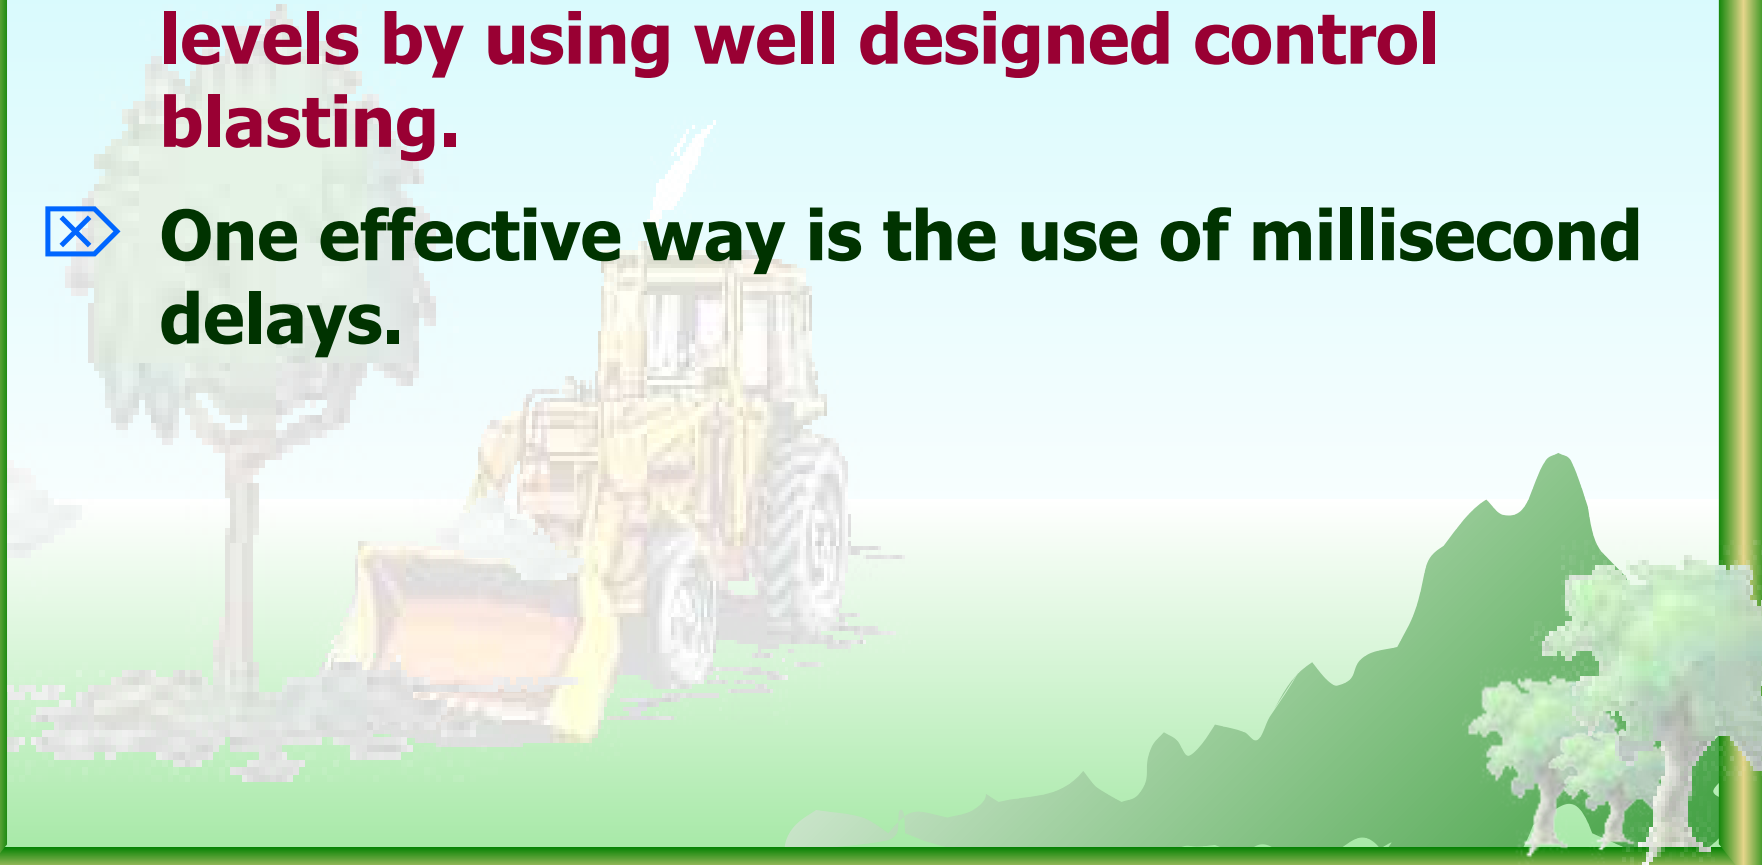 levels by using well designed control
blasting.
One effective way is the use of millisecond
delays.